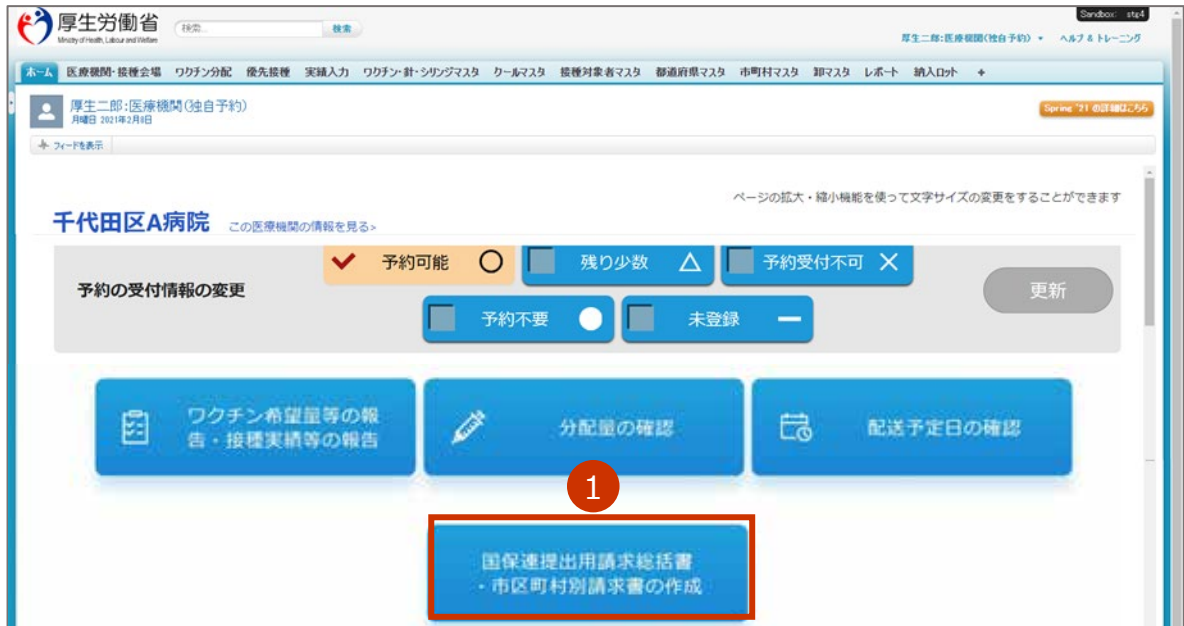 Sandbox: stg4
厚生労働省
Ministry of Health, Labour and Welfare
検索...
検索
厚生二郎:医療機関(独自予約)
ヘルプ & トレーニング
ホーム 医療機関・接種会場 ワクチン分配 優先接種 実績入力 ワクチン・針・シリンジマスタ クールマスタ 接種対象者マスタ 都道府県マスタ 市町村マスタ 卸マスタ レポート 納入ロット +
厚生二郎:医療機関(独自予約)
月曜日 2021年2月8日
Spring '21 の詳細はこちら
フィードを表示
ページの拡大・縮小機能を使って文字サイズの変更をすることができます
千代田区A病院 この医療機関の情報を見る>
予約の受付情報の変更
予約可能 ○
残り少数 △
予約受付不可 ×
予約不要 ●
未登録 ー
更新
ワクチン希望量等の報
告・接種実績等の報告
分配量の確認
配送予定日の確認
1
国保連提出用請求総括書
・市区町村別請求書の作成